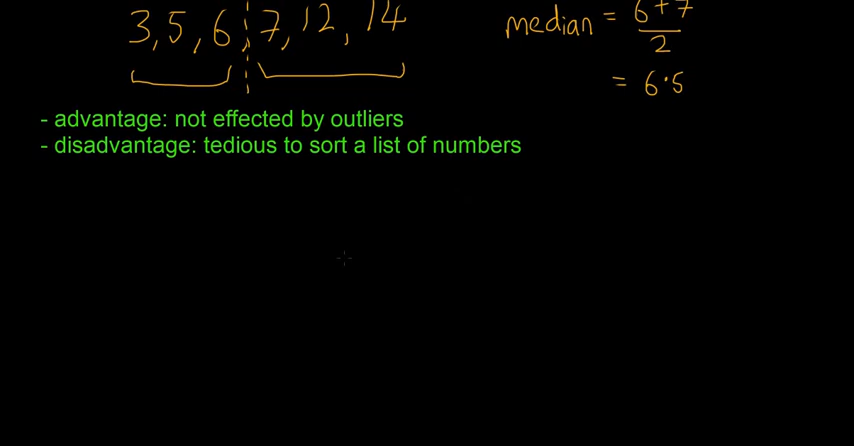 3, 5, 6, 7, 12, 14
median = 6+7
2
= 6.5
- advantage: not effected by outliers
- disadvantage: tedious to sort a list of numbers